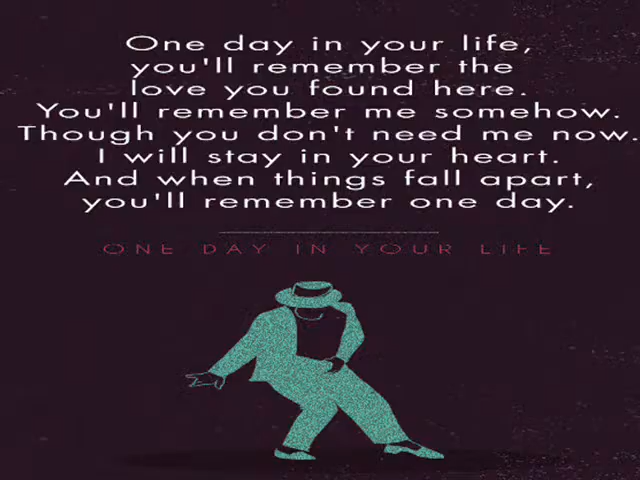 One day in your life,
you'll remember the
love you found here.
You'll remember me somehow.
Though you don't need me now.
I will stay in your heart.
And when things fall apart,
you'll remember one day.
ONE DAY IN YOUR LIFE